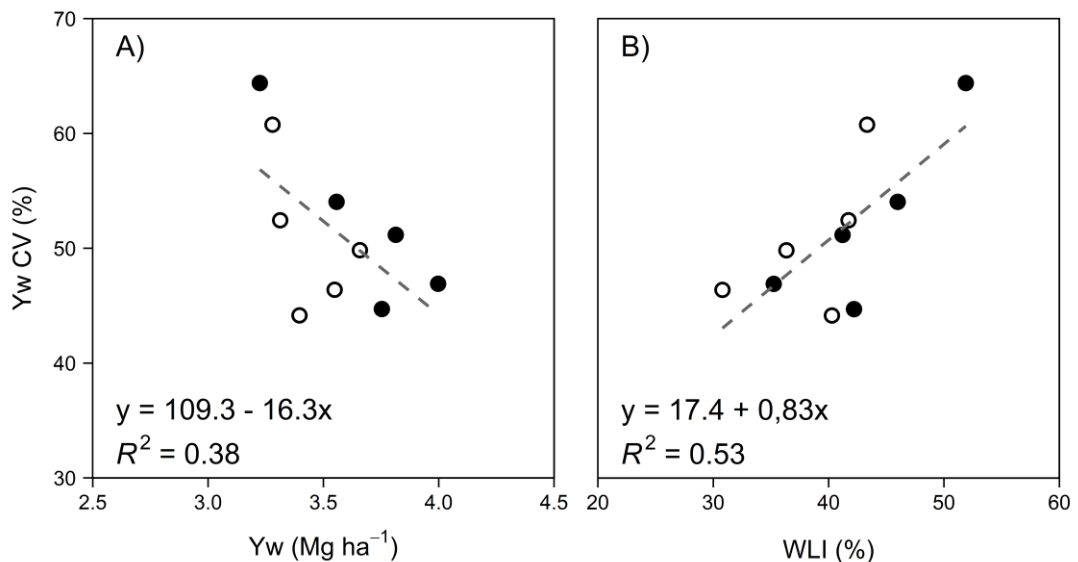 A)
B)
Yw CV (%)
70
60
50
40
30
y = 109.3 - 16.3x
R² = 0.38
y = 17.4 + 0,83x
R² = 0.53
2.5 3.0 3.5 4.0 4.5
20 30 40 50 60
Yw (Mg ha⁻¹)
WLI (%)